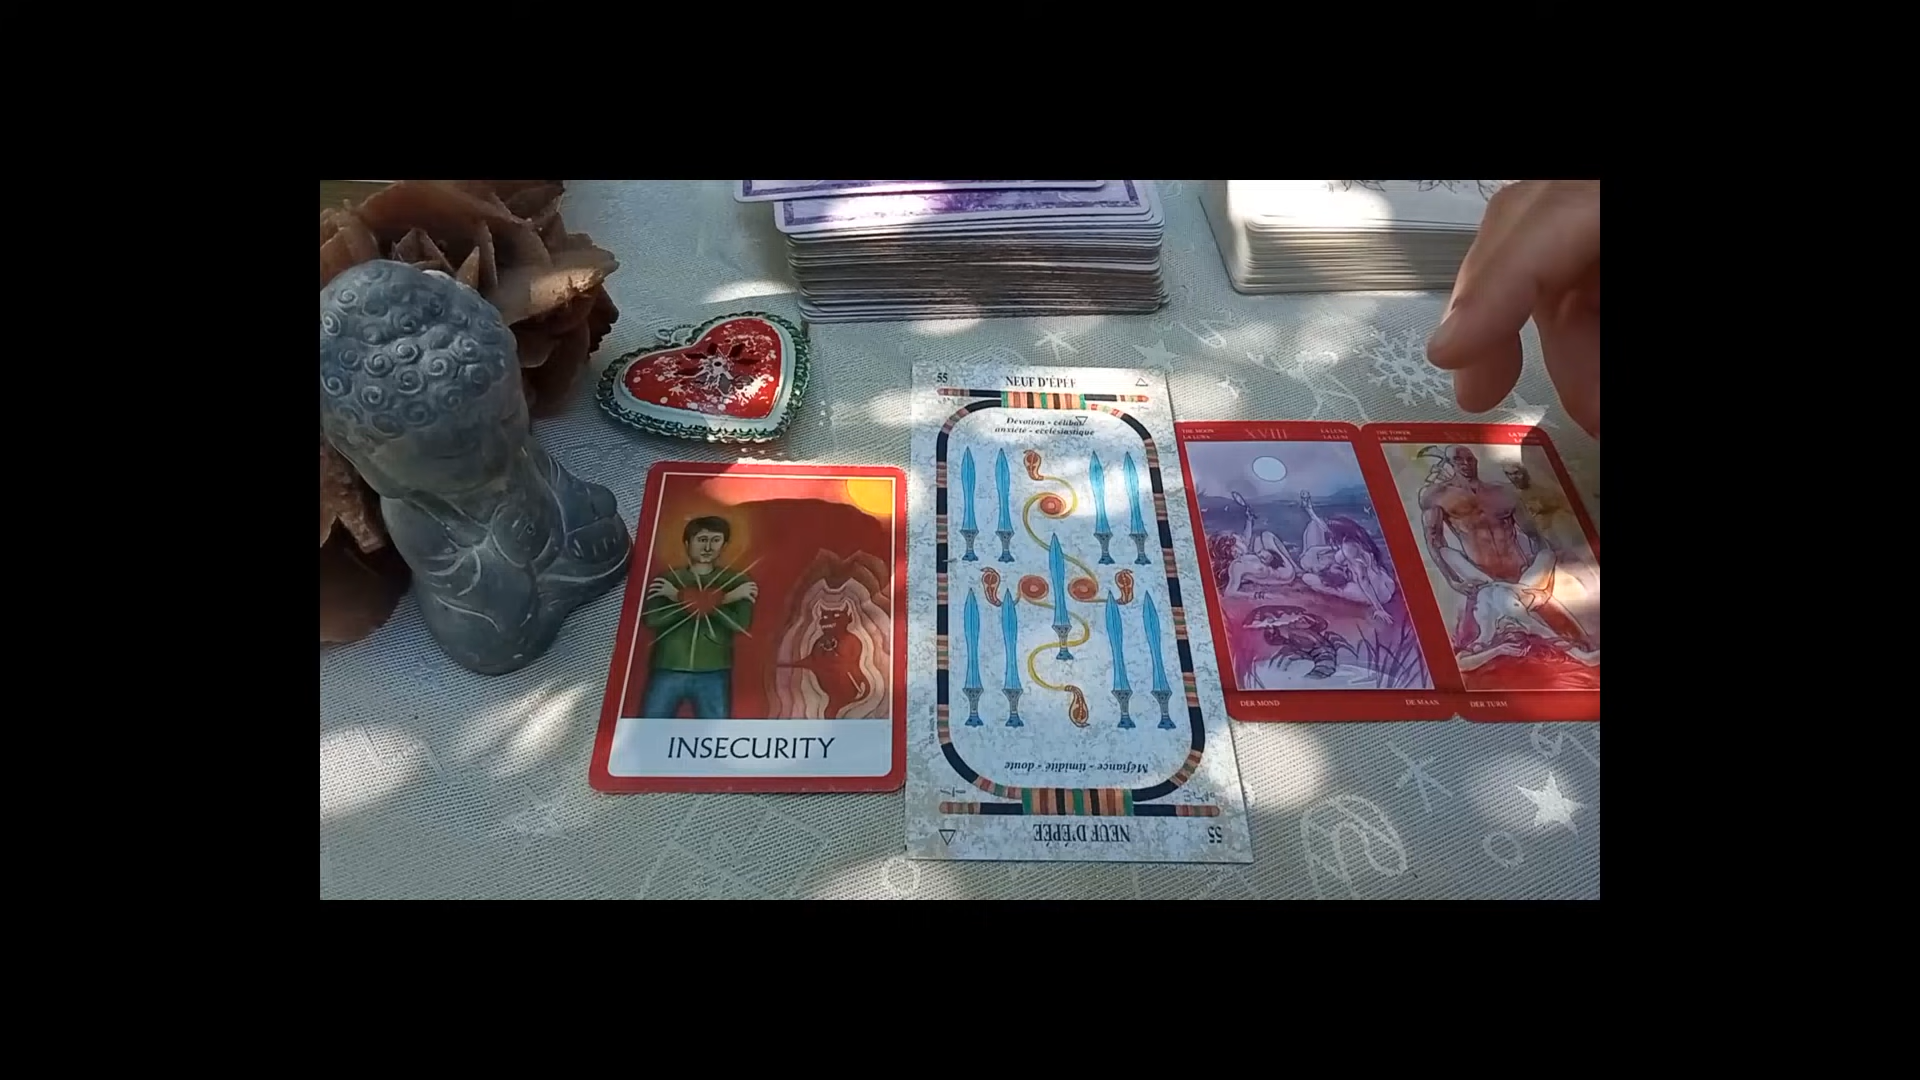 INSECURITY
55 NEUF D'ÉPÉE
Dévotion - célibat
anxiété - ecclésiastique
Méfiance - timidité - doute
NEUF D'ÉPÉE
55
THE MOON XVIII LA LUNE
LA LUNA
DER MOND DE MAAN
THE TOWER
LA TORRE
DER TURM